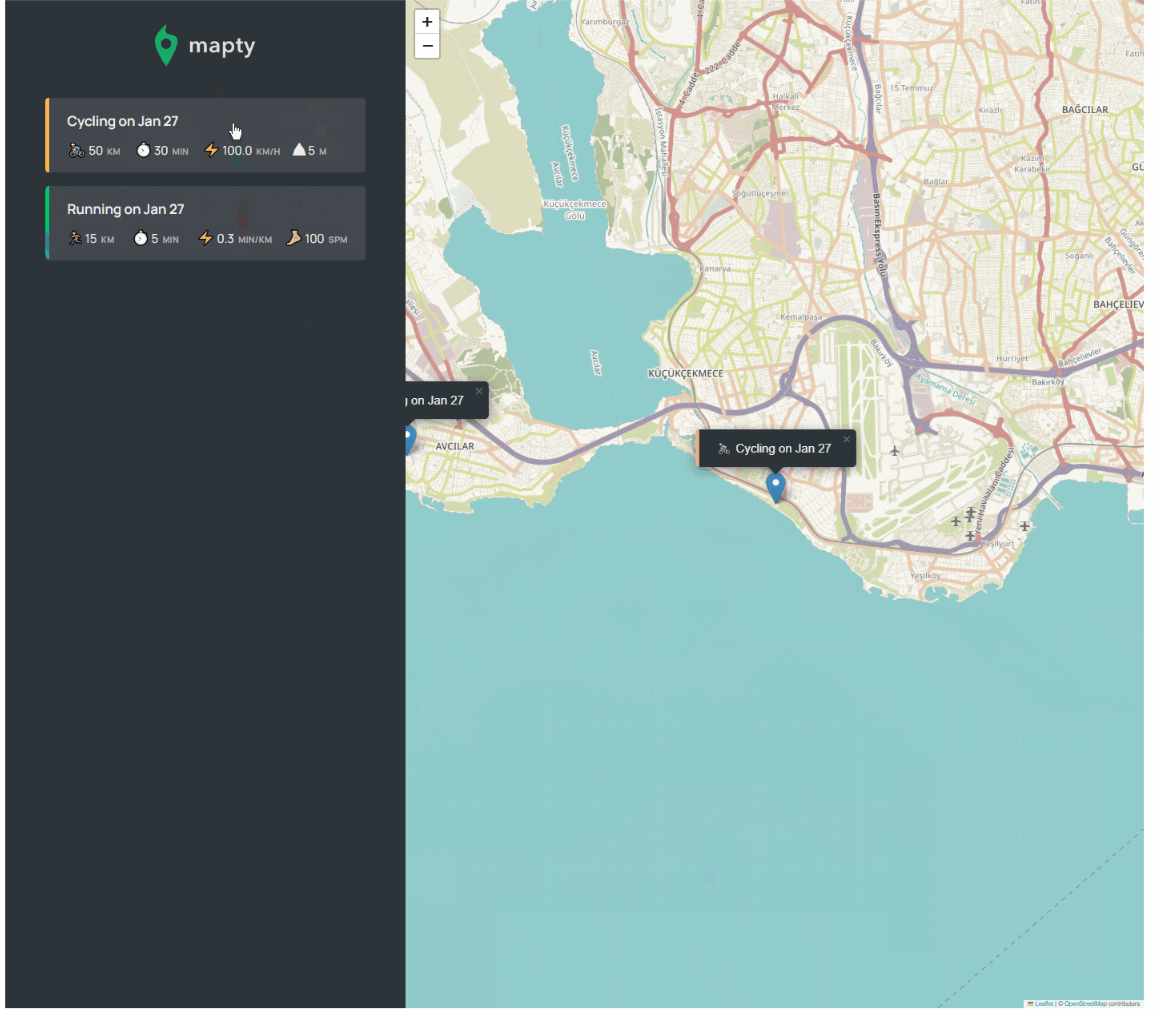 mapty
Cycling on Jan 27
50 KM 30 MIN 100.0 KM/H 5 M
Running on Jan 27
15 KM 5 MIN 0.3 MIN/KM 100 SPM
+
−
Yarımburgaz
222. Cadde
4. Cadde
Küçükçekmece
Bağcılar
Halkalı
Merkez
15 Temmuz
Kirazlı
BAĞCILAR
Fatih
İstasyon Mahallesi
Küçükçekmece
Avcılar
Küçükçekmece
Gölü
Söğütlüçeşme
Bağlar
Kazım
Karabekir
GÜ
Basın Ekspress Yolu
Güngören
Bahçelievler
Soğanlı
Kanarya
BAHÇELİEV
Kemalpaşa
Bakırköy
Avcılar
Hürriyet
Bahçelievler
Bakırköy
KÜÇÜKÇEKMECE
Ayamama Deresi
g on Jan 27 ×
AVCILAR
Cycling on Jan 27 ×
Yeni Havaalanı Caddesi
Yeşilyurt
Yeşilköy
Leaflet | © OpenStreetMap contributors